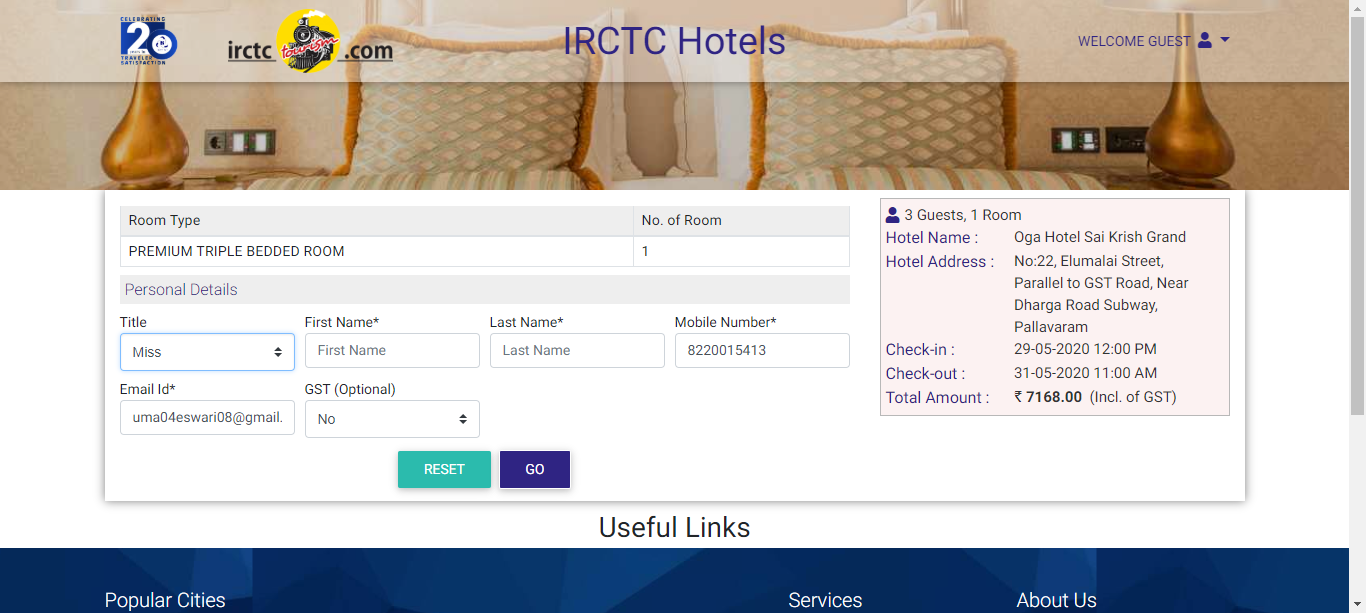 CELEBRATING
20
TRAVELER
SATISFACTION
irctc tourism .com
IRCTC Hotels
WELCOME GUEST
Room Type No. of Room
PREMIUM TRIPLE BEDDED ROOM 1
Personal Details
Title First Name* Last Name* Mobile Number*
Miss First Name Last Name 8220015413
Email Id* GST (Optional)
uma04eswari08@gmail. No
RESET GO
3 Guests, 1 Room
Hotel Name : Oga Hotel Sai Krish Grand
Hotel Address : No:22, Elumalai Street,
Parallel to GST Road, Near
Dharga Road Subway,
Pallavaram
Check-in : 29-05-2020 12:00 PM
Check-out : 31-05-2020 11:00 AM
Total Amount : ₹ 7168.00 (Incl. of GST)
Useful Links
Popular Cities Services About Us